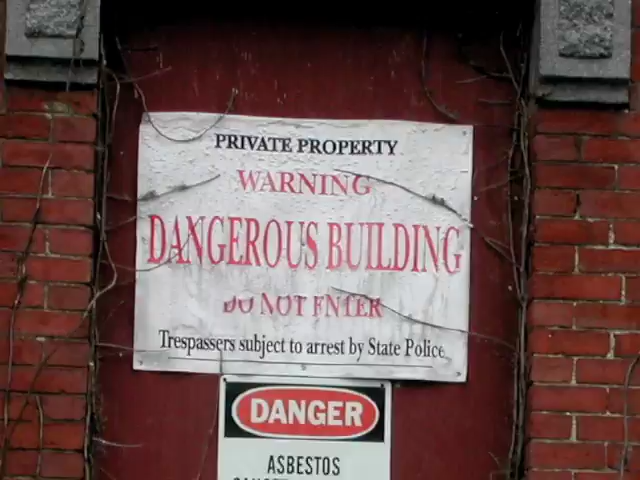 PRIVATE PROPERTY
WARNING
DANGEROUS BUILDING
DO NOT ENTER
Trespassers subject to arrest by State Police
DANGER
ASBESTOS